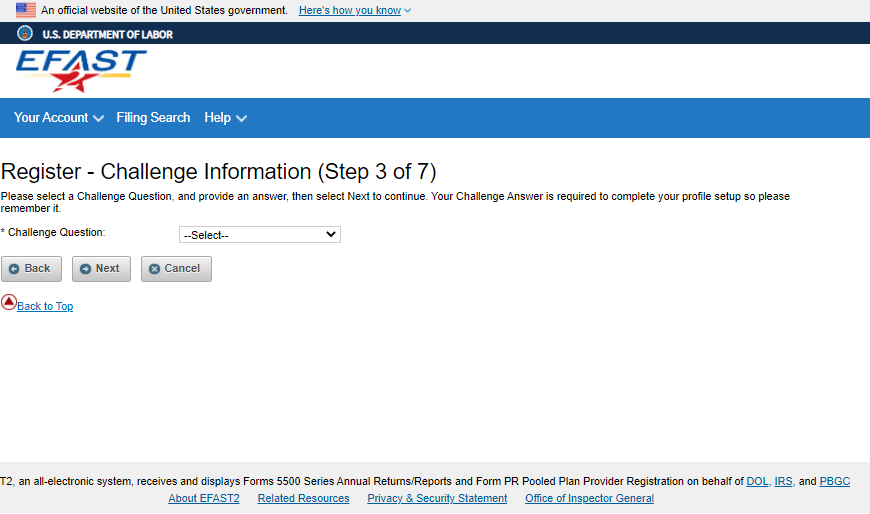 An official website of the United States government. Here's how you know
U.S. DEPARTMENT OF LABOR
EFAST
Your Account Filing Search Help
Register - Challenge Information (Step 3 of 7)
Please select a Challenge Question, and provide an answer, then select Next to continue. Your Challenge Answer is required to complete your profile setup so please
remember it.
* Challenge Question: --Select--
Back Next Cancel
Back to Top
T2, an all-electronic system, receives and displays Forms 5500 Series Annual Returns/Reports and Form PR Pooled Plan Provider Registration on behalf of DOL, IRS, and PBGC
About EFAST2 Related Resources Privacy & Security Statement Office of Inspector General